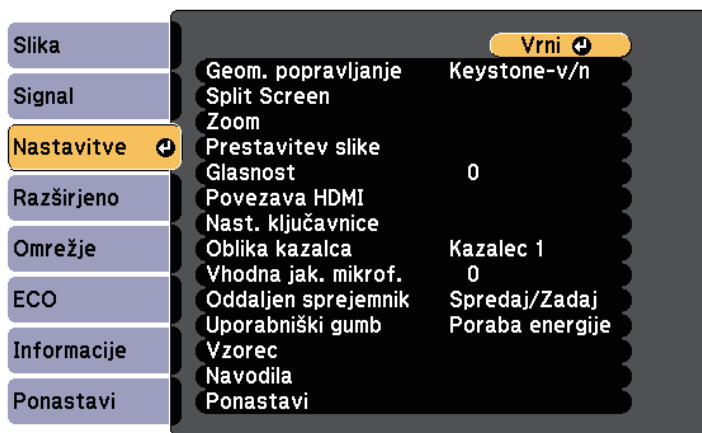 Slika
Signal
Nastavitve
Razširjeno
Omrežje
ECO
Informacije
Ponastavi
Vrni
Geom. popravljanje Keystone-v/n
Split Screen
Zoom
Prestavitev slike
Glasnost 0
Povezava HDMI
Nast. ključavnice
Oblika kazalca Kazalec 1
Vhodna jak. mikrof. 0
Oddaljen sprejemnik Spredaj/Zadaj
Uporabniški gumb Poraba energije
Vzorec
Navodila
Ponastavi